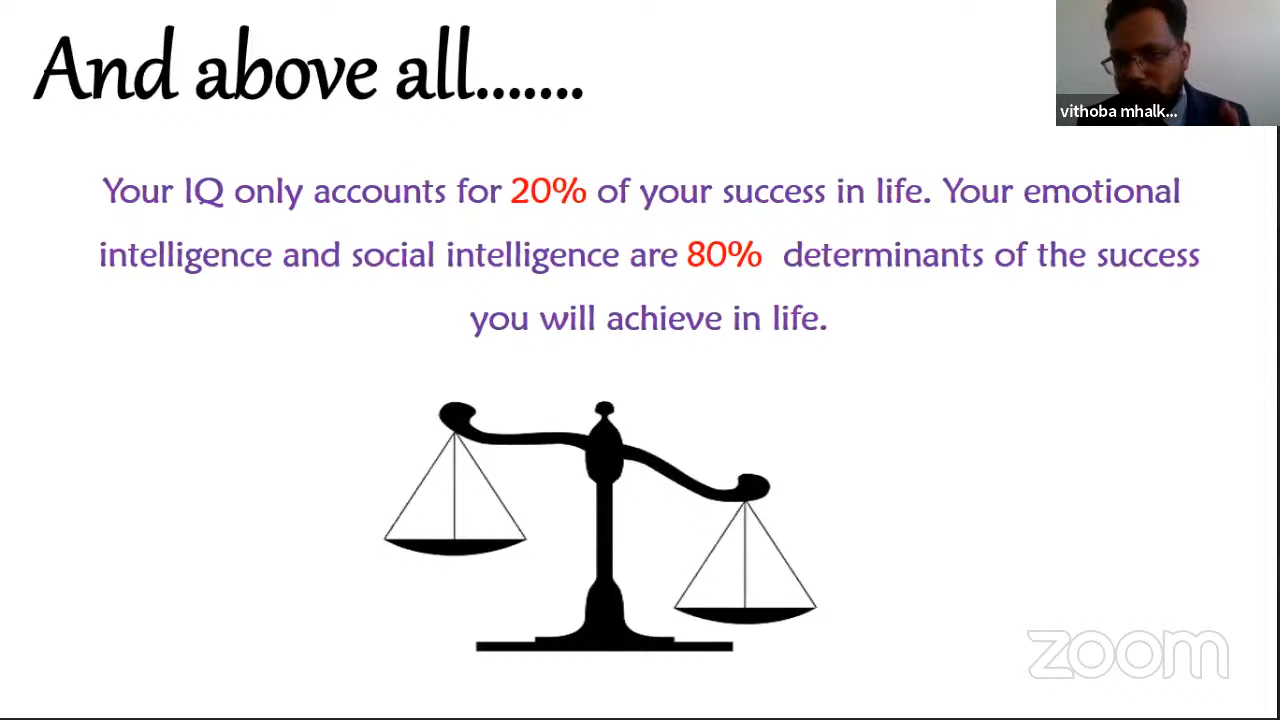 And above all.......
vithoba mhalk...
Your IQ only accounts for 20% of your success in life. Your emotional
intelligence and social intelligence are 80% determinants of the success
you will achieve in life.
zoom